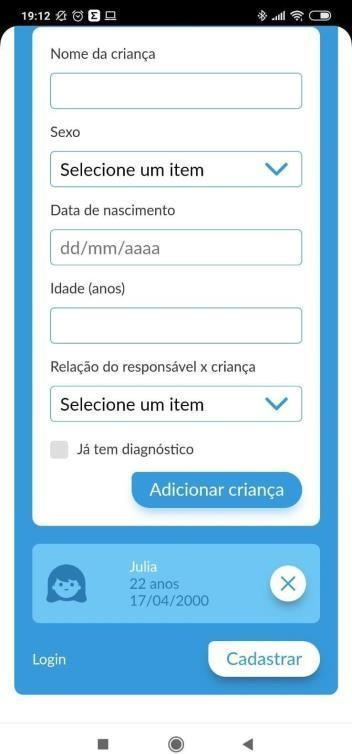 19:12
Nome da criança
Sexo
Selecione um item
Data de nascimento
dd/mm/aaaa
Idade (anos)
Relação do responsável x criança
Selecione um item
Já tem diagnóstico
Adicionar criança
Julia
22 anos
17/04/2000
Login
Cadastrar